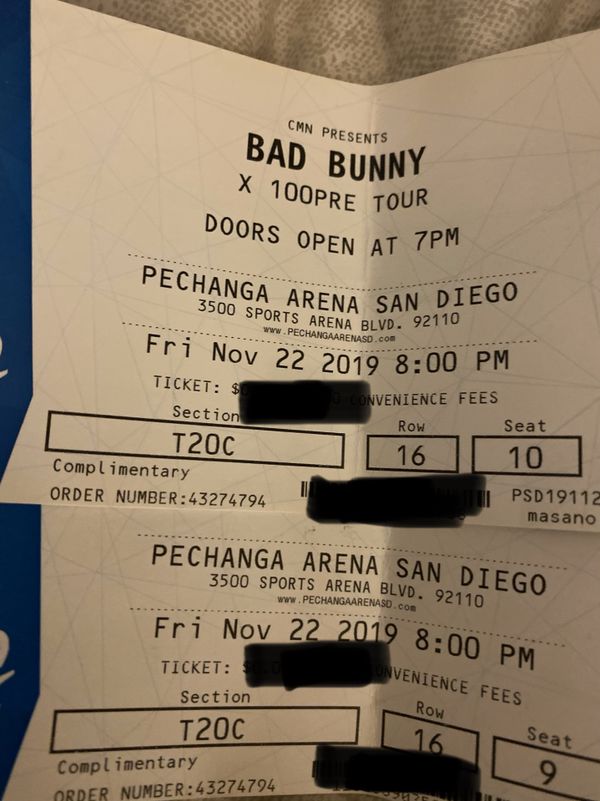 CMN PRESENTS
BAD BUNNY
X 100PRE TOUR
DOORS OPEN AT 7PM
PECHANGA ARENA SAN DIEGO
3500 SPORTS ARENA BLVD. 92110
www.PECHANGAARENASD.com
Fri Nov 22 2019 8:00 PM
TICKET: $ CONVENIENCE FEES
Section Row Seat
T20C 16 10
Complimentary
ORDER NUMBER:43274794
PSD19112
masano
PECHANGA ARENA SAN DIEGO
3500 SPORTS ARENA BLVD. 92110
www.PECHANGAARENASD.com
Fri Nov 22 2019 8:00 PM
TICKET: ONVENIENCE FEES
Section Row Seat
T20C 16 9
Complimentary
ORDER NUMBER:43274794